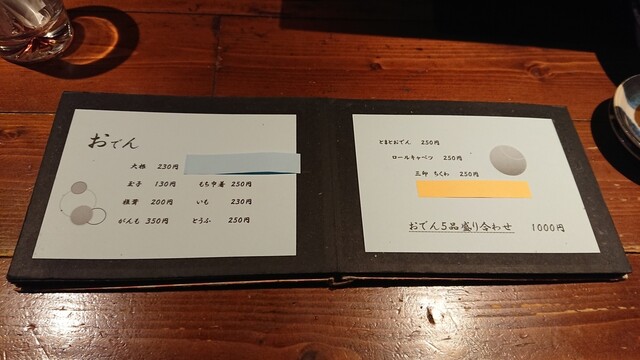 おでん
大根 230円
玉子 130円 もち巾着 250円
椎茸 200円 いも 230円
がんも 350円 とうふ 250円
とまとおでん 250円
ロールキャベツ 250円
三卵 ちくわ 250円
おでん5品盛り合わせ 1000円